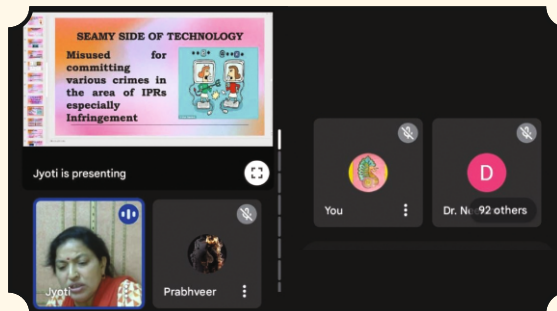 SEAMY SIDE OF TECHNOLOGY
Misused for
committing
various crimes in
the area of IPRs
especially
Infringement
Jyoti is presenting
Jyoti
Prabhveer
You
D
Dr. 92 others